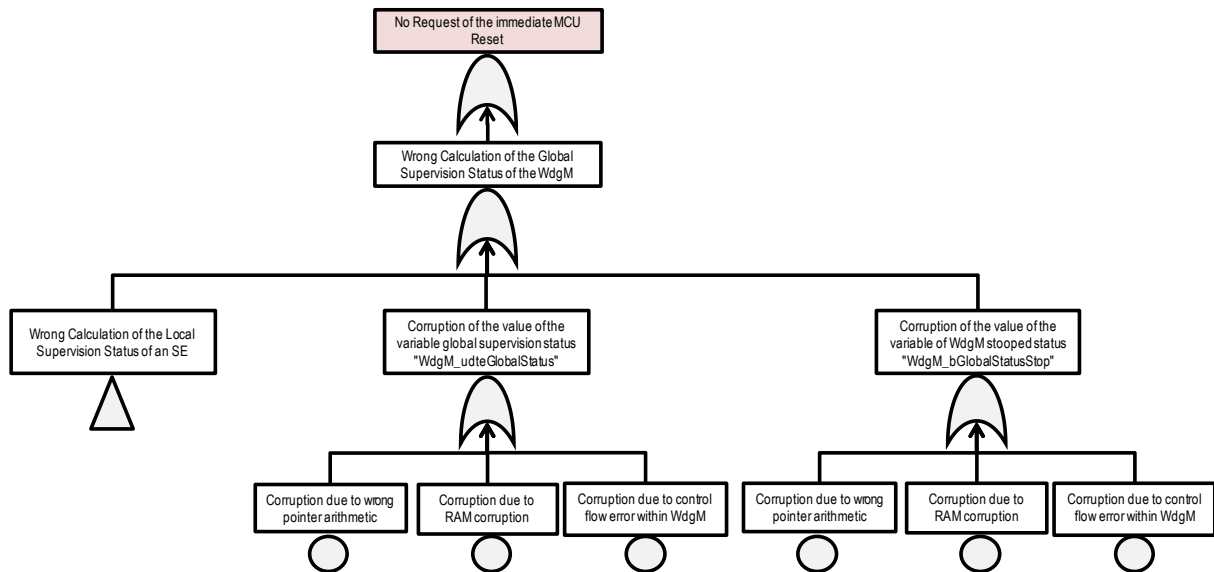 No Request of the immediate MCU
Reset
Wrong Calculation of the Global
Supervision Status of the WdgM
Wrong Calculation of the Local
Supervision Status of an SE
Corruption of the value of the
variable global supervision status
"WdgM_udteGlobalStatus"
Corruption of the value of the
variable of WdgM stooped status
"WdgM_bGlobalStatusStop"
Corruption due to wrong
pointer arithmetic
Corruption due to
RAM corruption
Corruption due to control
flow error within WdgM
Corruption due to wrong
pointer arithmetic
Corruption due to
RAM corruption
Corruption due to control
flow error within WdgM